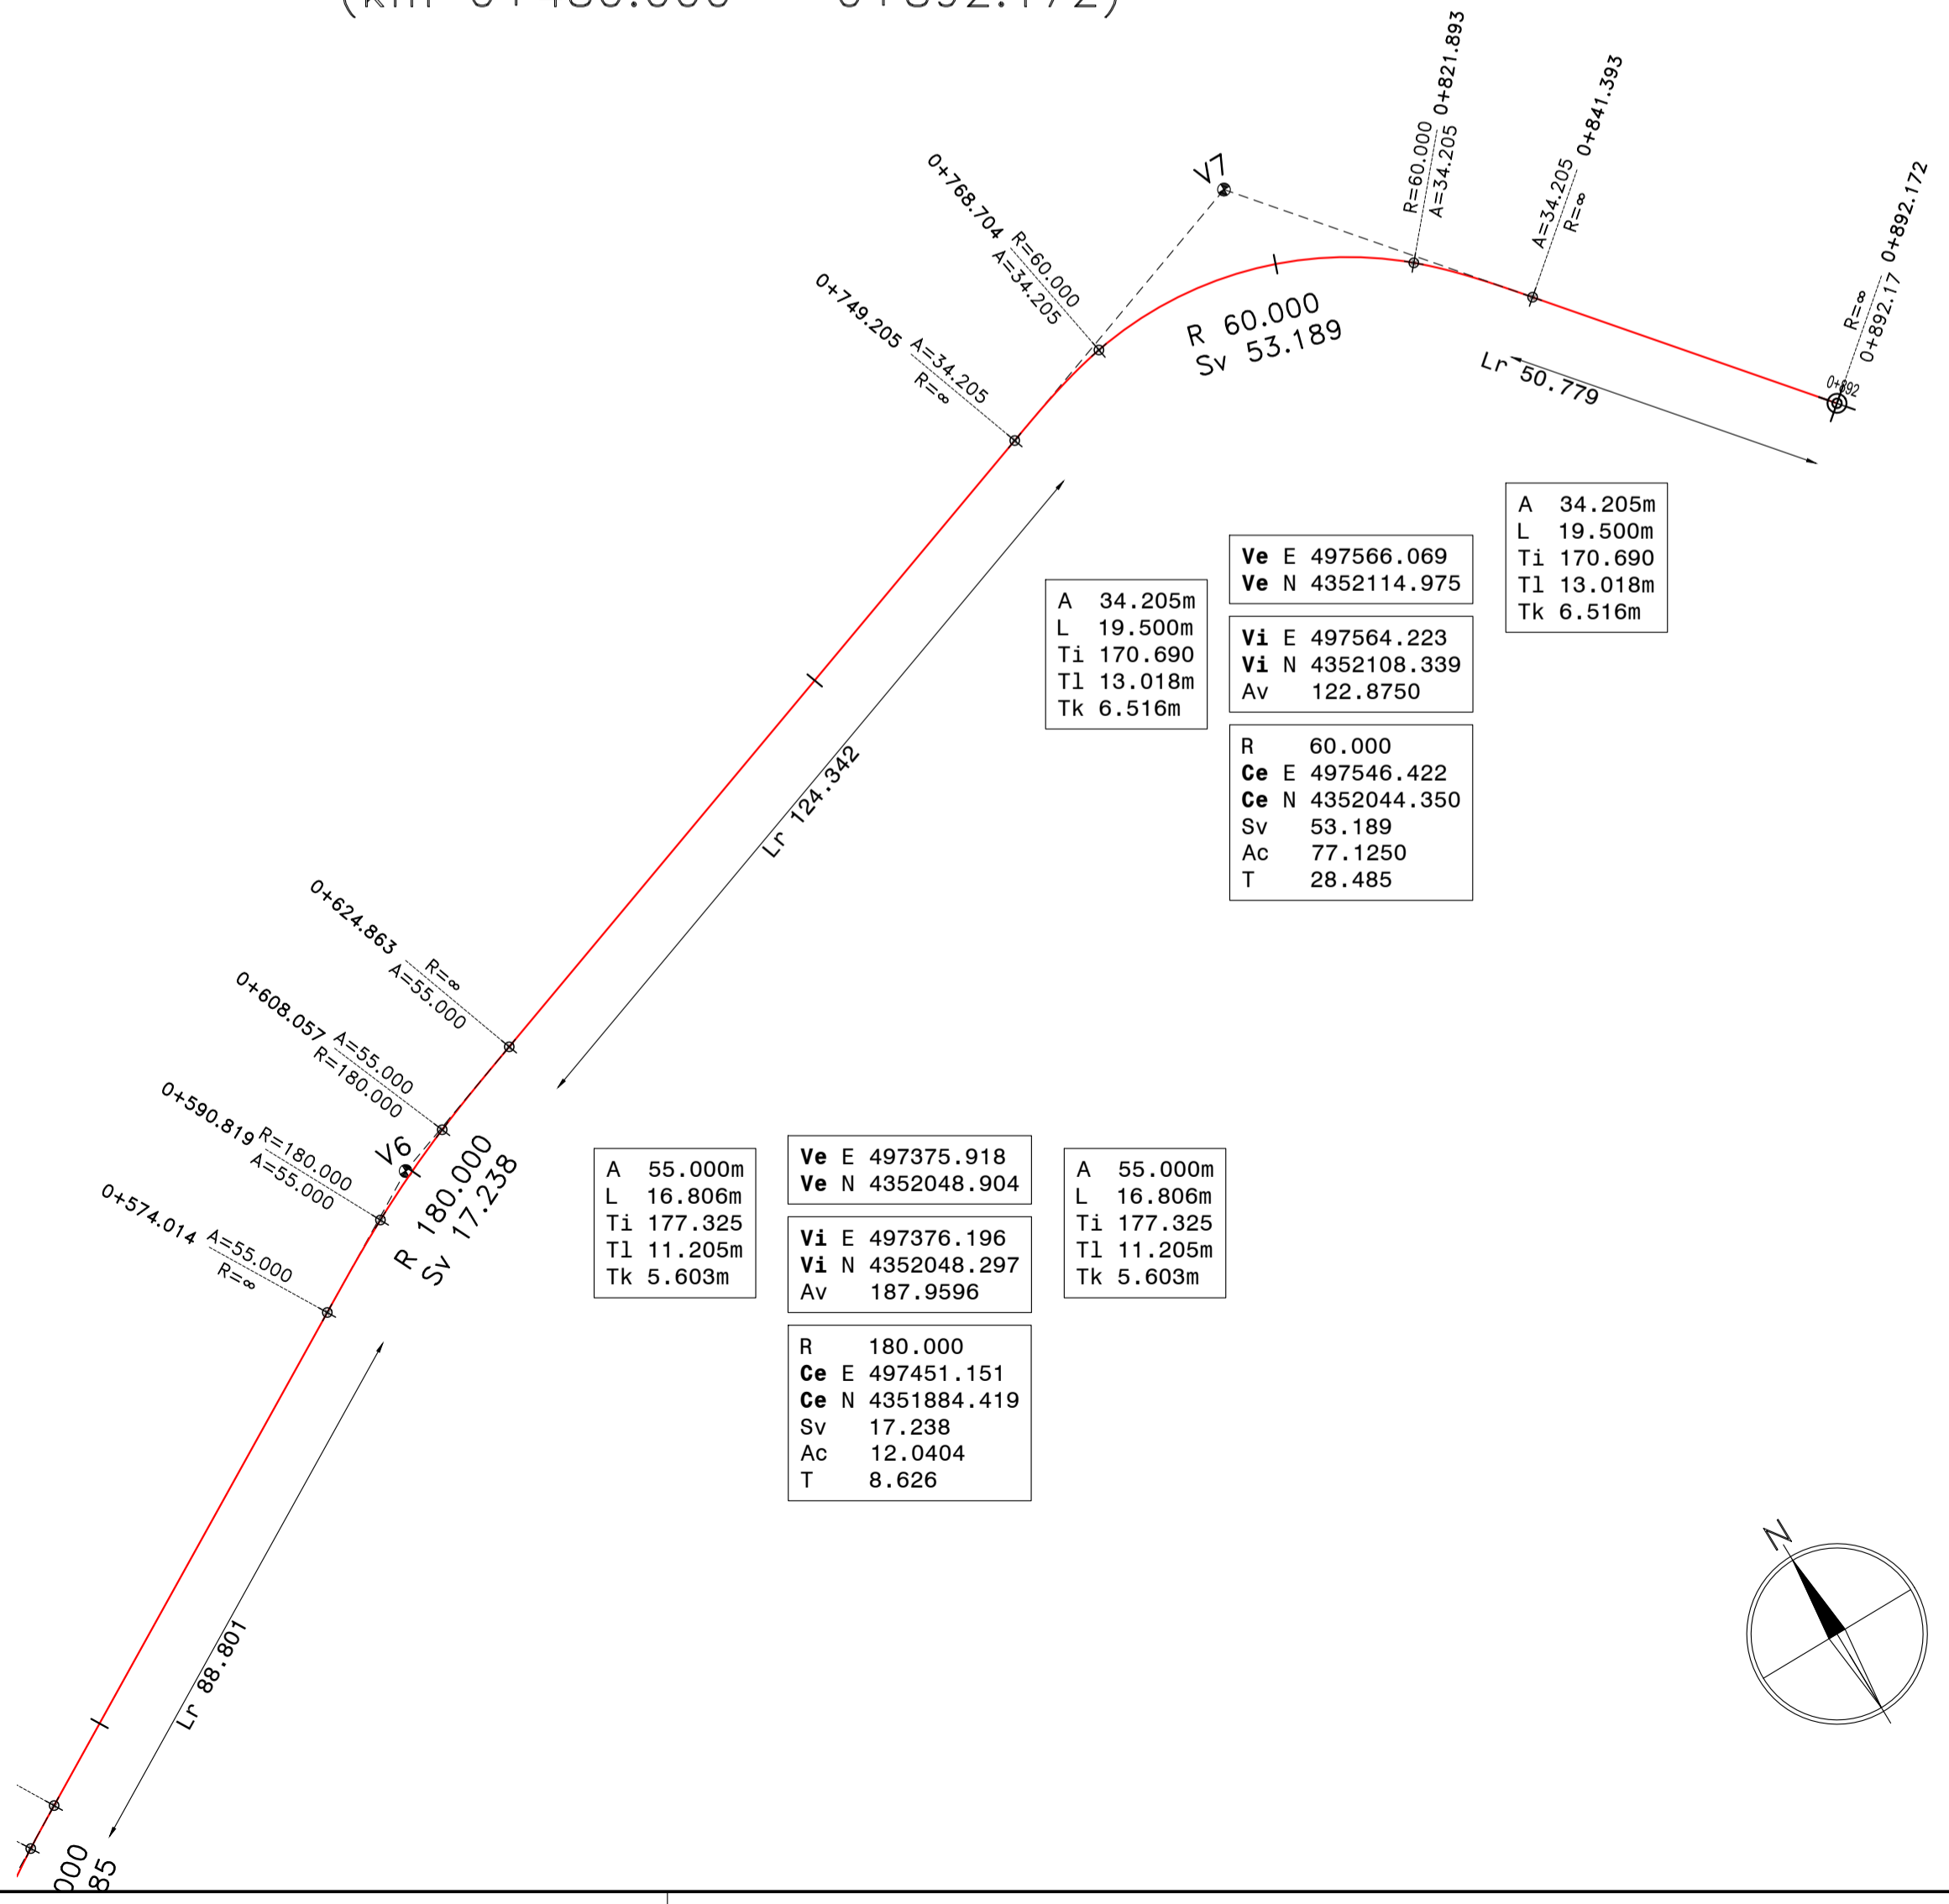 0+821.893
R=60.000
A=34.205
0+841.393
A=34.205
R=∞
V7
0+768.704
R=60.000
A=34.205
0+892.172
R=∞
0+892.17
0+892
0+749.205
A=34.205
R=∞
R 60.000
Sv 53.189
Lr 50.779
A 34.205m
L 19.500m
Ti 170.690
Tl 13.018m
Tk 6.516m
Ve E 497566.069
Ve N 4352114.975
Vi E 497564.223
Vi N 4352108.339
Av 122.8750
R 60.000
Ce E 497546.422
Ce N 4352044.350
Sv 53.189
Ac 77.1250
T 28.485
A 34.205m
L 19.500m
Ti 170.690
Tl 13.018m
Tk 6.516m
Lr 124.342
0+624.863
R=∞
A=55.000
0+608.057
A=55.000
R=180.000
0+590.819
R=180.000
A=55.000
V6
R 180.000
Sv 17.238
0+574.014
A=55.000
R=∞
A 55.000m
L 16.806m
Ti 177.325
Tl 11.205m
Tk 5.603m
Ve E 497375.918
Ve N 4352048.904
Vi E 497376.196
Vi N 4352048.297
Av 187.9596
R 180.000
Ce E 497451.151
Ce N 4351884.419
Sv 17.238
Ac 12.0404
T 8.626
A 55.000m
L 16.806m
Ti 177.325
Tl 11.205m
Tk 5.603m
Lr 88.801
N
000
85